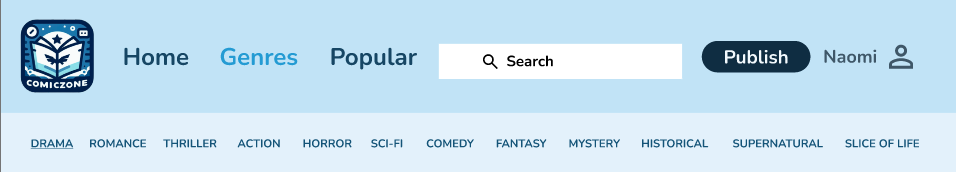 COMICZONE
Home Genres Popular Search Publish Naomi
DRAMA ROMANCE THRILLER ACTION HORROR SCI-FI COMEDY FANTASY MYSTERY HISTORICAL SUPERNATURAL SLICE OF LIFE